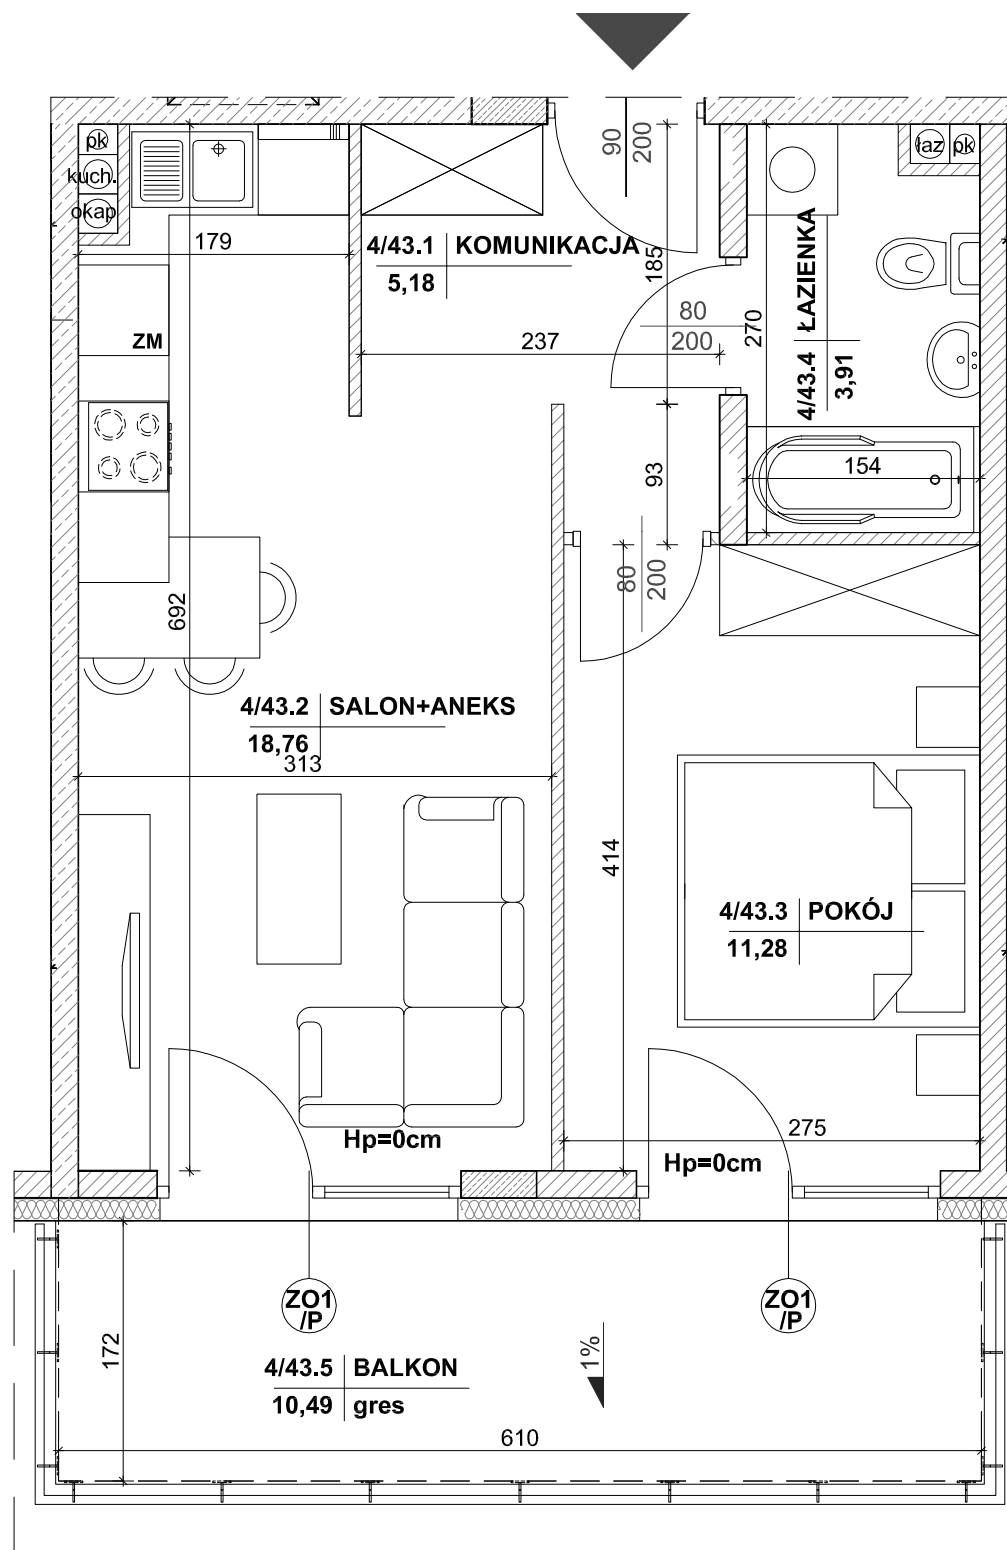 90
200
pk
kuch.
okap
łaz
pk
179
4/43.1 KOMUNIKACJA
5,18
185
80
200
237
270
4/43.4 ŁAZIENKA
3,91
ZM
93
154
80
200
692
4/43.2 SALON+ANEKS
18,76
313
414
4/43.3 POKÓJ
11,28
Hp=0cm
275
Hp=0cm
ZO1
/P
ZO1
/P
172
4/43.5 BALKON
10,49 gres
1%
610